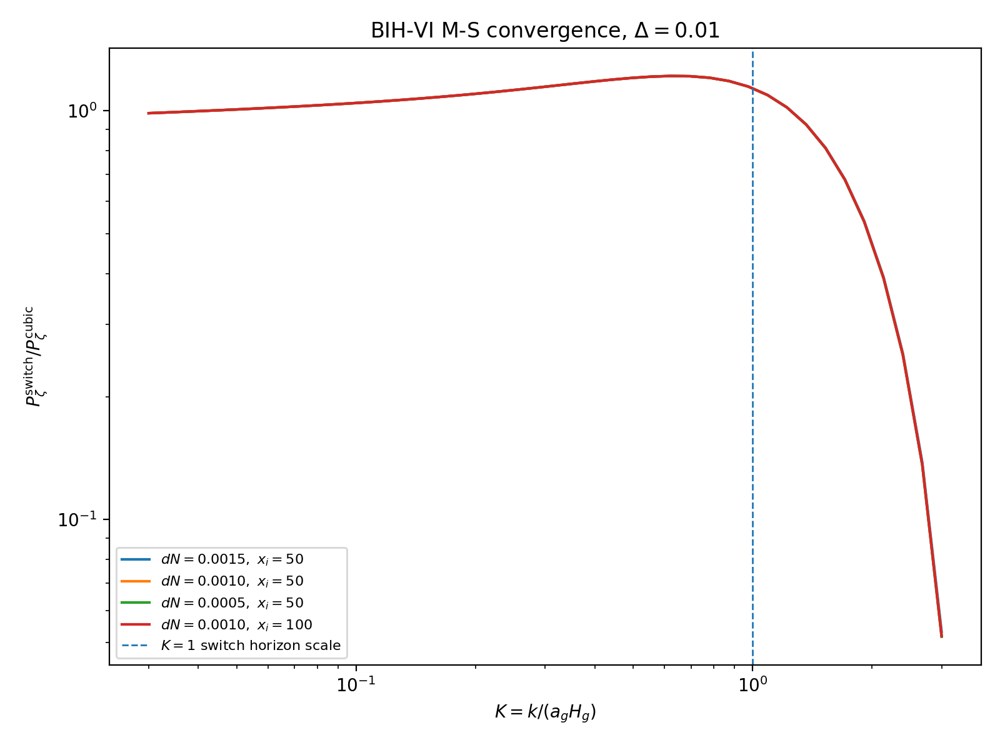 BIH-VI M-S convergence, Δ = 0.01
P_ζ^switch/P_ζ^cubic
10⁰
10⁻¹
dN = 0.0015, x_i = 50
dN = 0.0010, x_i = 50
dN = 0.0005, x_i = 50
dN = 0.0010, x_i = 100
K = 1 switch horizon scale
10⁻¹
10⁰
K = k/(a_gH_g)